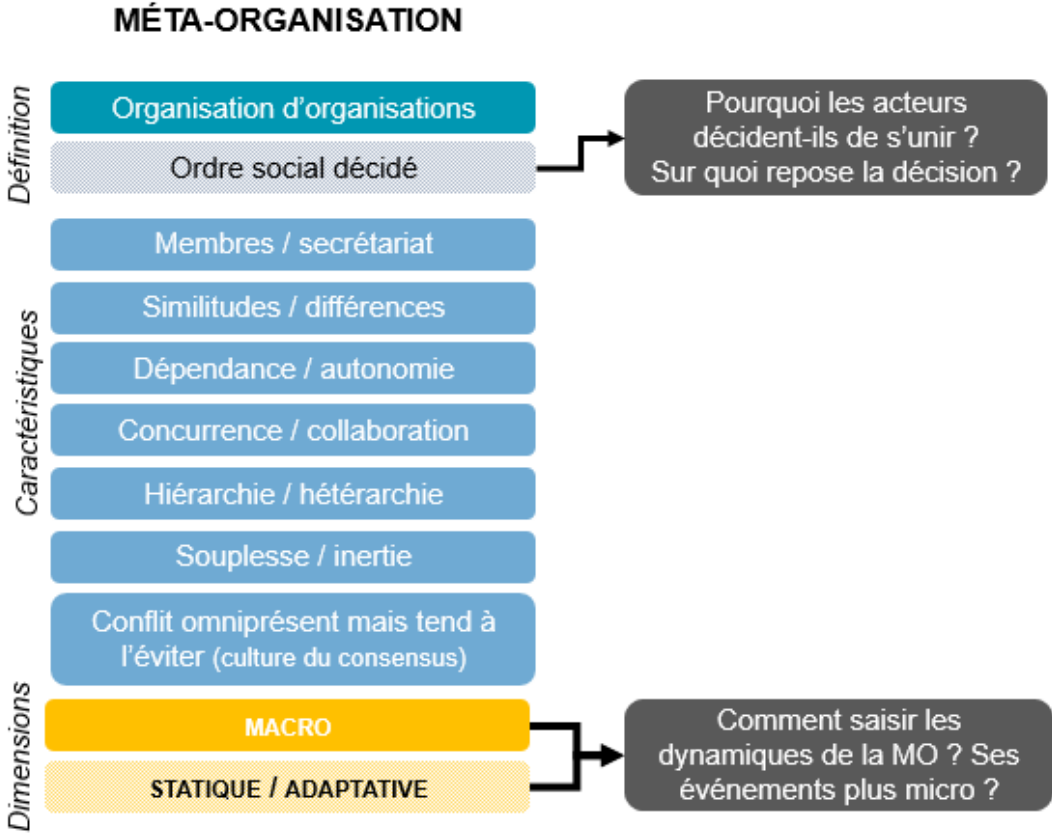 MÉTA-ORGANISATION
Définition
Organisation d'organisations
Ordre social décidé
Pourquoi les acteurs
décident-ils de s'unir ?
Sur quoi repose la décision ?
Caractéristiques
Membres / secrétariat
Similitudes / différences
Dépendance / autonomie
Concurrence / collaboration
Hiérarchie / hétérarchie
Souplesse / inertie
Conflit omniprésent mais tend à
l'éviter (culture du consensus)
Dimensions
MACRO
STATIQUE / ADAPTATIVE
Comment saisir les
dynamiques de la MO ? Ses
événements plus micro ?